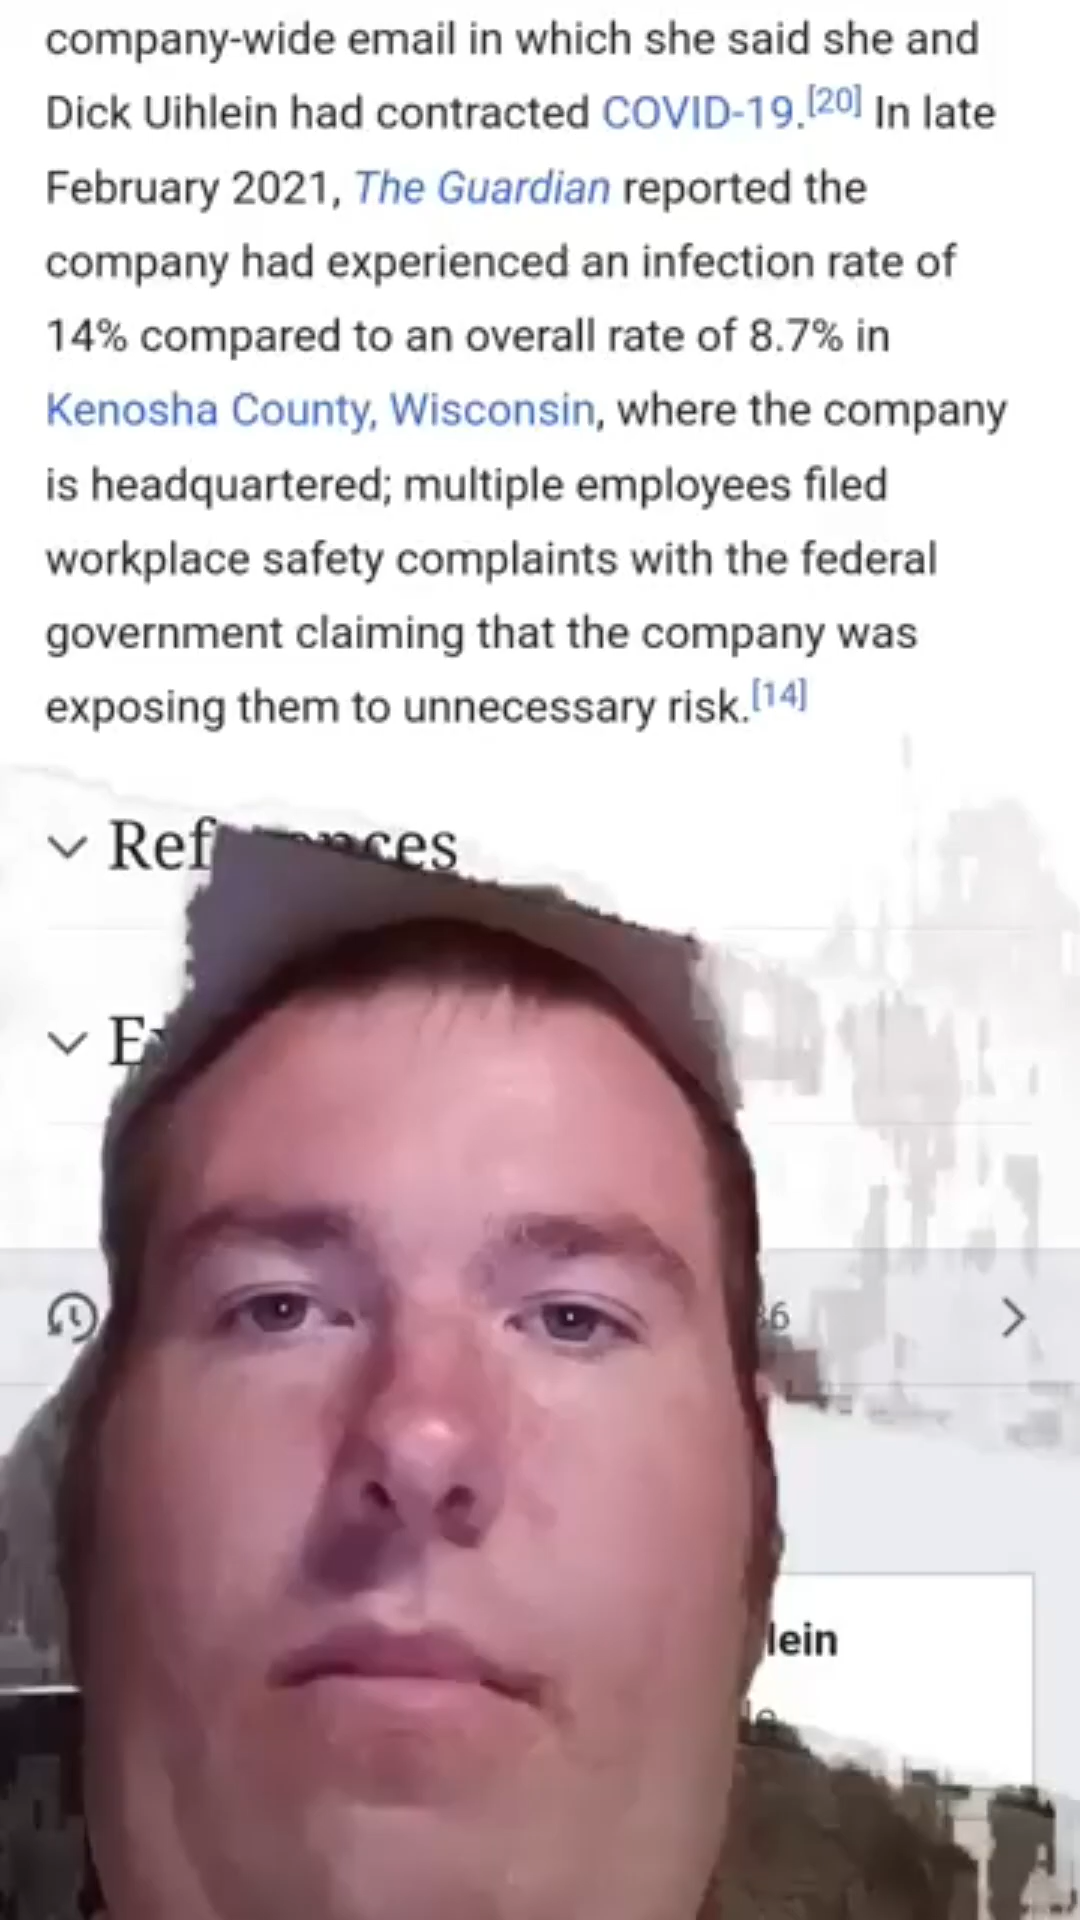 company-wide email in which she said she and
Dick Uihlein had contracted COVID-19.[20] In late
February 2021, The Guardian reported the
company had experienced an infection rate of
14% compared to an overall rate of 8.7% in
Kenosha County, Wisconsin, where the company
is headquartered; multiple employees filed
workplace safety complaints with the federal
government claiming that the company was
exposing them to unnecessary risk.[14]